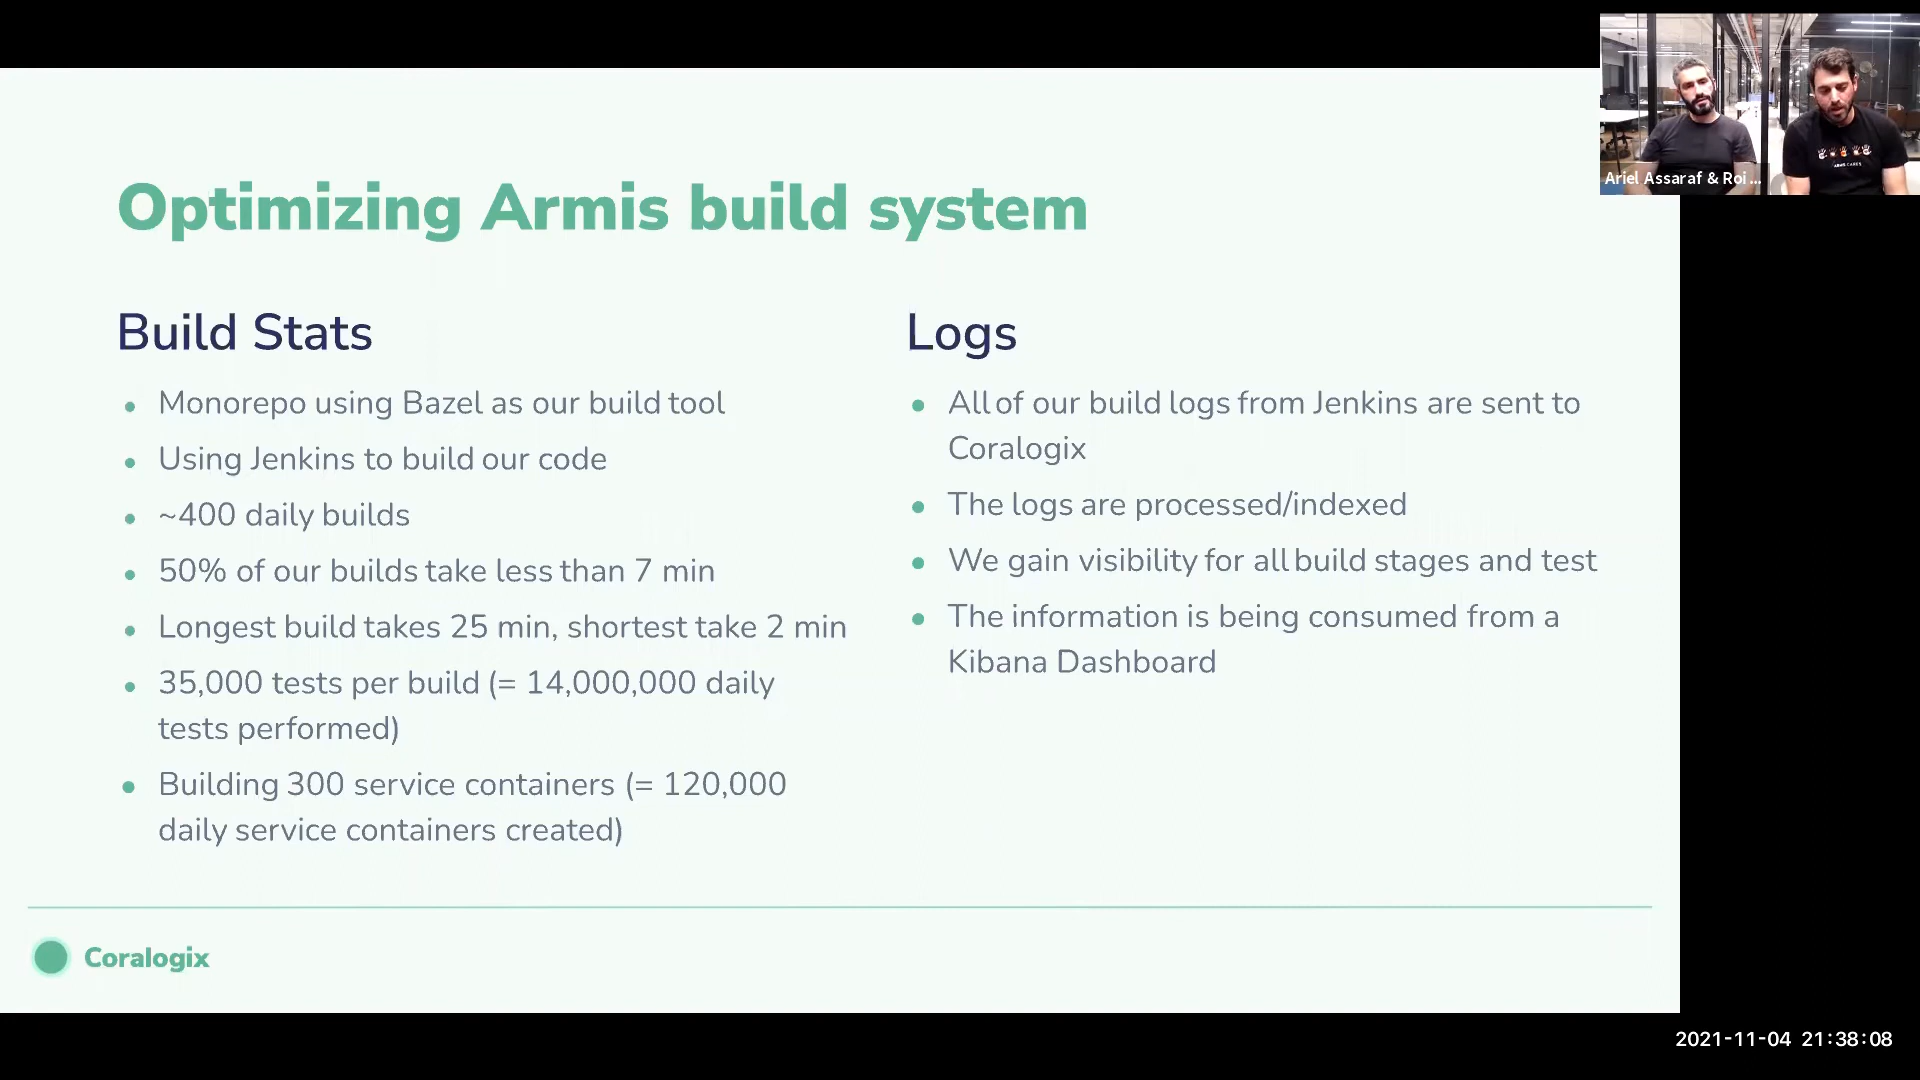 Optimizing Armis build system
Build Stats
Monorepo using Bazel as our build tool
Using Jenkins to build our code
~400 daily builds
50% of our builds take less than 7 min
Longest build takes 25 min, shortest take 2 min
35,000 tests per build (= 14,000,000 daily
tests performed)
Building 300 service containers (= 120,000
daily service containers created)
Logs
All of our build logs from Jenkins are sent to
Coralogix
The logs are processed/indexed
We gain visibility for all build stages and test
The information is being consumed from a
Kibana Dashboard
Coralogix
Ariel Assaraf & Roi ...
2021-11-04 21:38:08